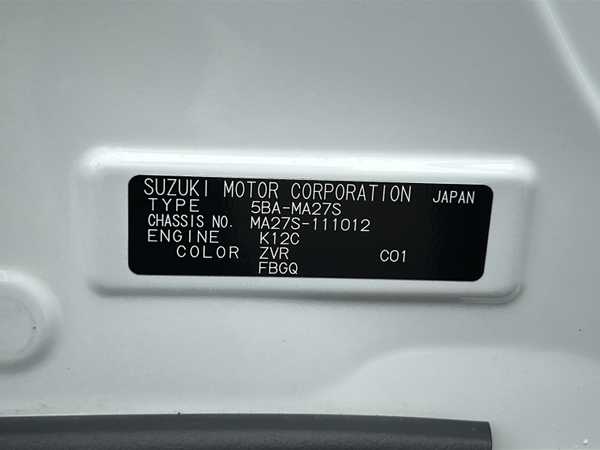 SUZUKI MOTOR CORPORATION JAPAN
TYPE 5BA-MA27S
CHASSIS NO. MA27S-111012
ENGINE K12C
COLOR ZVR C01
FBGQ